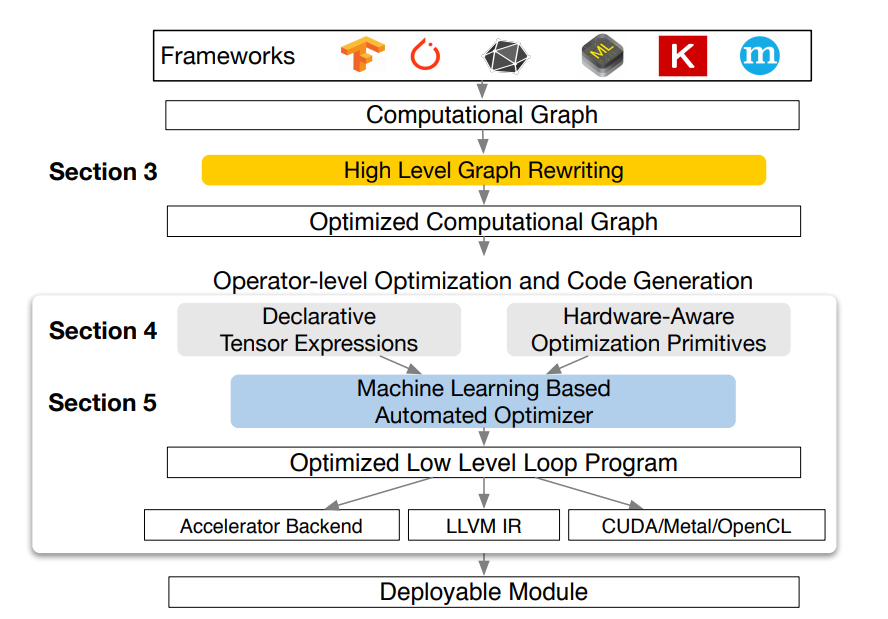 Frameworks
ML
K
m
Computational Graph
Section 3
High Level Graph Rewriting
Optimized Computational Graph
Operator-level Optimization and Code Generation
Section 4
Declarative
Tensor Expressions
Hardware-Aware
Optimization Primitives
Section 5
Machine Learning Based
Automated Optimizer
Optimized Low Level Loop Program
Accelerator Backend
LLVM IR
CUDA/Metal/OpenCL
Deployable Module